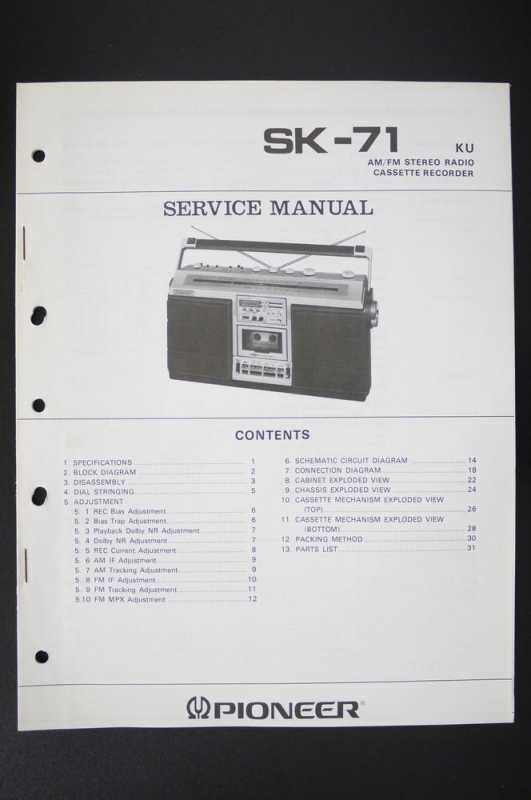 SK-71 KU
AM/FM STEREO RADIO
CASSETTE RECORDER
SERVICE MANUAL
CONTENTS
1 SPECIFICATIONS 1
2. BLOCK DIAGRAM 2
3. DISASSEMBLY 3
4. DIAL STRINGING 5
5 ADJUSTMENT
5. 1 REC Bias Adjustment 6
5. 2 Bias Trap Adjustment 6
5. 3 Playback Dolby NR Adjustment 7
5. 4 Dolby NR Adjustment 7
5. 5 REC Current Adjustment 8
5. 6 AM IF Adjustment 9
5. 7 AM Tracking Adjustment 9
5. 8 FM IF Adjustment 10
5. 9 FM Tracking Adjustment 11
5.10 FM MPX Adjustment 12
6. SCHEMATIC CIRCUIT DIAGRAM 14
7. CONNECTION DIAGRAM 18
8. CABINET EXPLODED VIEW 22
9. CHASSIS EXPLODED VIEW 24
10 CASSETTE MECHANISM EXPLODED VIEW
(TOP) 26
11. CASSETTE MECHANISM EXPLODED VIEW
(BOTTOM) 28
12 PACKING METHOD 30
13. PARTS LIST 31
PIONEER®